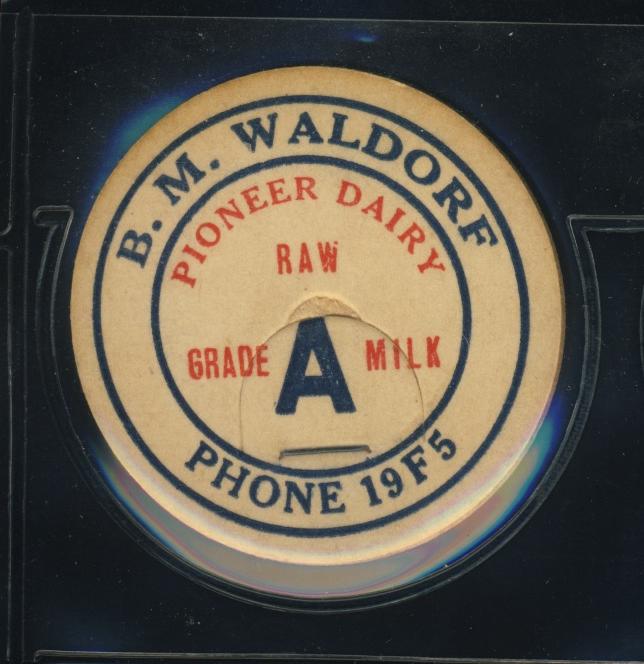 B. M. WALDORF
PIONEER DAIRY
RAW
GRADE A MILK
PHONE 19F5